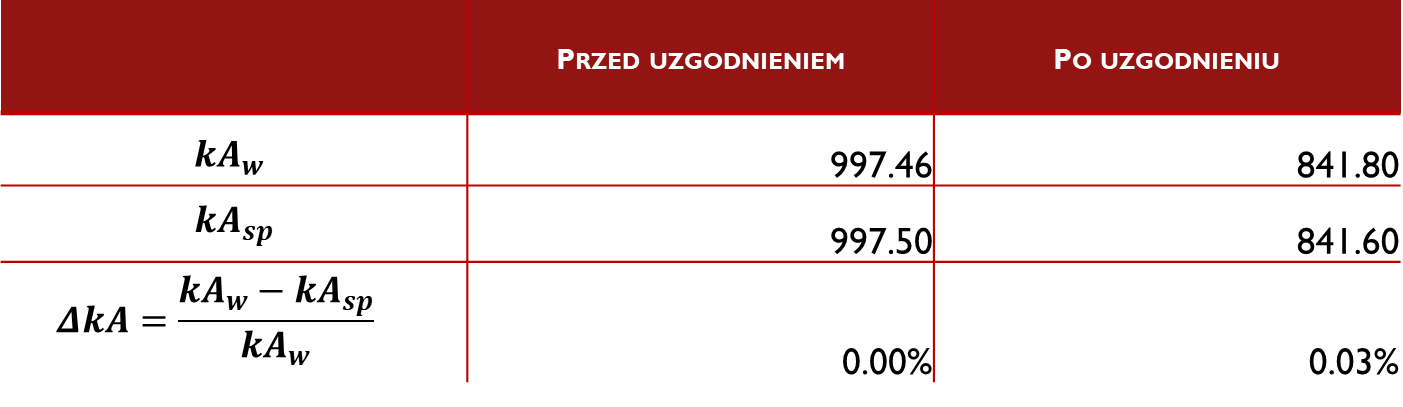 PRZED UZGODNIENIEM PO UZGODNIENIU
kA_w 997.46 841.80
kA_sp 997.50 841.60
ΔkA = (kA_w − kA_sp) / kA_w 0.00% 0.03%